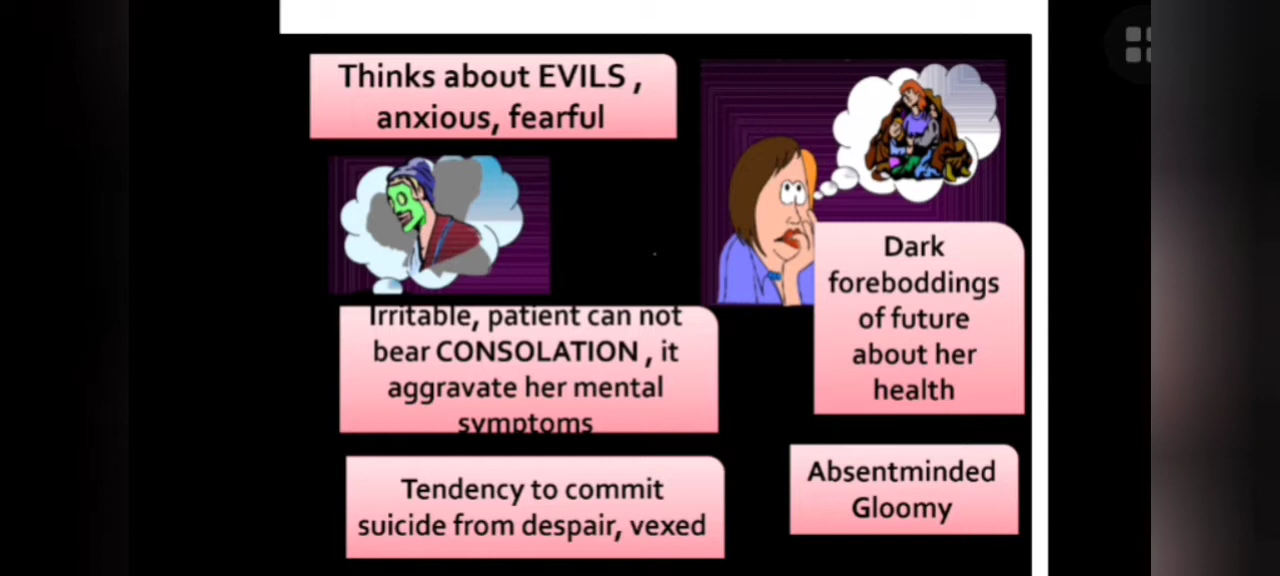 Thinks about EVILS ,
anxious, fearful
Irritable, patient can not
bear CONSOLATION , it
aggravate her mental
symptoms
Dark
foreboddings
of future
about her
health
Tendency to commit
suicide from despair, vexed
Absentminded
Gloomy